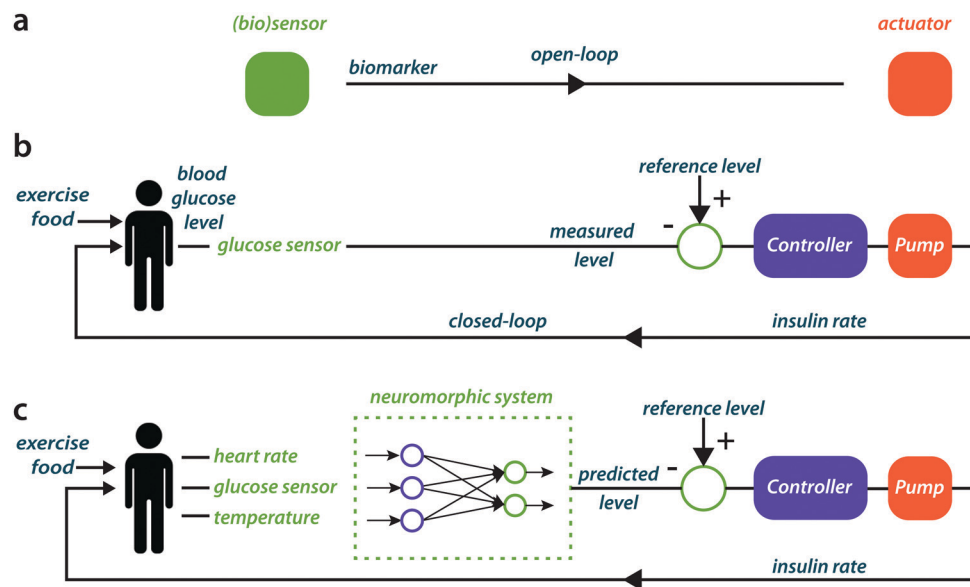 a
(bio)sensor
actuator
biomarker
open-loop
b
exercise
food
blood
glucose
level
glucose sensor
measured
level
reference level
-
+
Controller
Pump
closed-loop
insulin rate
c
exercise
food
heart rate
glucose sensor
temperature
neuromorphic system
predicted
level
reference level
-
+
Controller
Pump
insulin rate